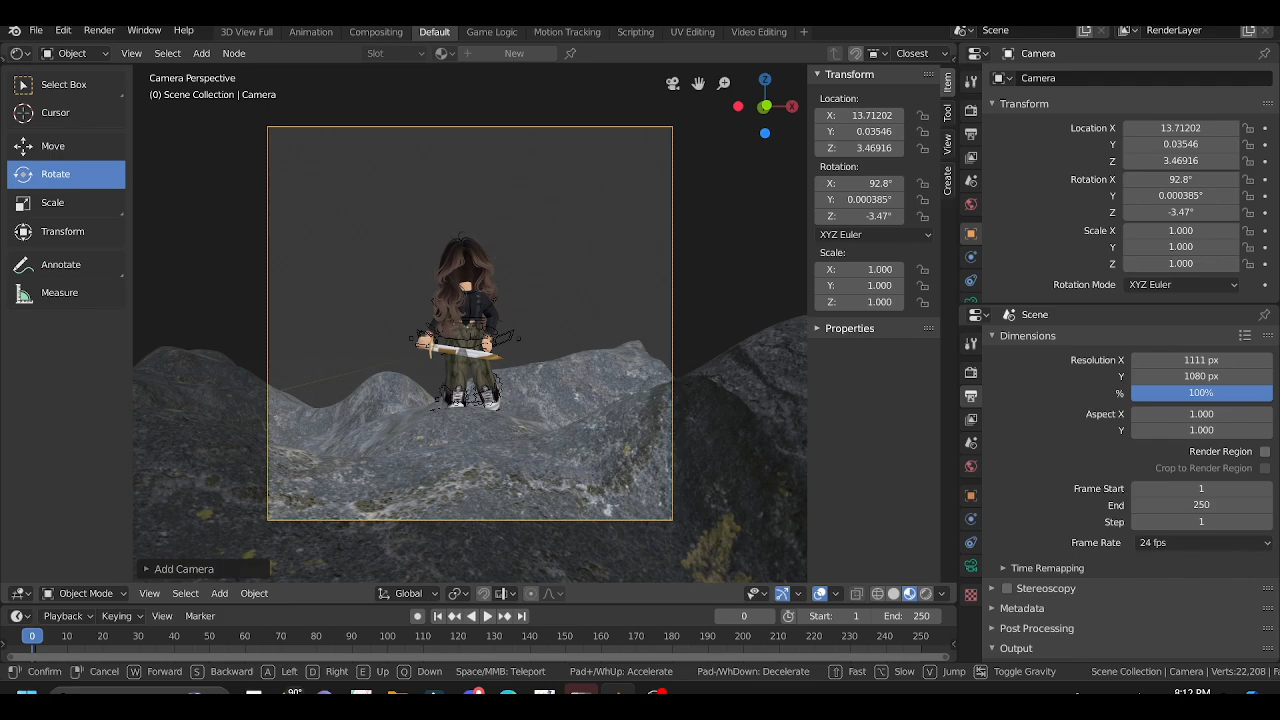 File Edit Render Window Help 3D View Full Animation Compositing Default Game Logic Motion Tracking Scripting UV Editing Video Editing + Scene RenderLayer
Object View Select Add Node Slot New Closest Camera
Select Box
Cursor
Move
Rotate
Scale
Transform
Annotate
Measure
Camera Perspective
(0) Scene Collection | Camera
Z
X
Transform
Location:
X: 13.71202
Y: 0.03546
Z: 3.46916
Rotation:
X: 92.8°
Y: 0.000385°
Z: -3.47°
XYZ Euler
Scale:
X: 1.000
Y: 1.000
Z: 1.000
Properties
Item
Tool
View
Create
Camera
Transform
Location X 13.71202
Y 0.03546
Z 3.46916
Rotation X 92.8°
Y 0.000385°
Z -3.47°
Scale X 1.000
Y 1.000
Z 1.000
Rotation Mode XYZ Euler
Scene
Dimensions
Resolution X 1111 px
Y 1080 px
% 100%
Aspect X 1.000
Y 1.000
Render Region
Crop to Render Region
Frame Start 1
End 250
Step 1
Frame Rate 24 fps
Time Remapping
Stereoscopy
Metadata
Post Processing
Output
Add Camera
Object Mode View Select Add Object Global
Playback Keying View Marker 0 Start: 1 End: 250
0 10 20 30 40 50 60 70 80 90 100 110 120 130 140 150 160 170 180 190 200 210 220 230 240 250
Confirm Cancel W Forward S Backward A Left D Right E Up Q Down Space/MMB: Teleport Pad+/WhUp: Accelerate Pad-/WhDown: Decelerate Fast Slow V Jump Toggle Gravity Scene Collection | Camera Verts:22,208
8:12 PM